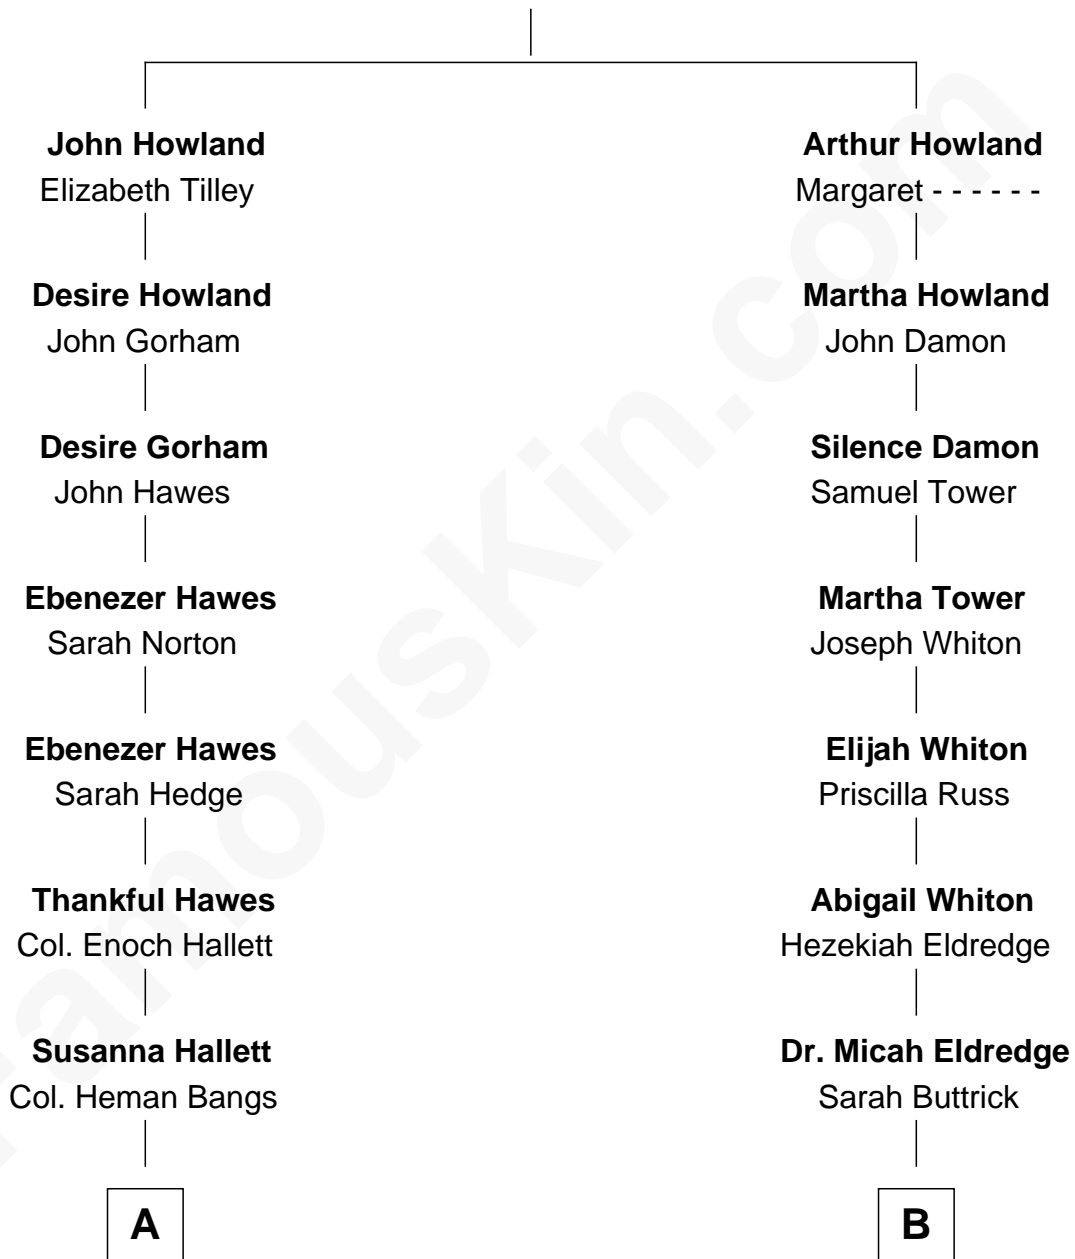 John Howland
Elizabeth Tilley
Desire Howland
John Gorham
Desire Gorham
John Hawes
Ebenezer Hawes
Sarah Norton
Ebenezer Hawes
Sarah Hedge
Thankful Hawes
Col. Enoch Hallett
Susanna Hallett
Col. Heman Bangs
A
Arthur Howland
Margaret - - - - - -
Martha Howland
John Damon
Silence Damon
Samuel Tower
Martha Tower
Joseph Whiton
Elijah Whiton
Priscilla Russ
Abigail Whiton
Hezekiah Eldredge
Dr. Micah Eldredge
Sarah Buttrick
B
FamousKin.com